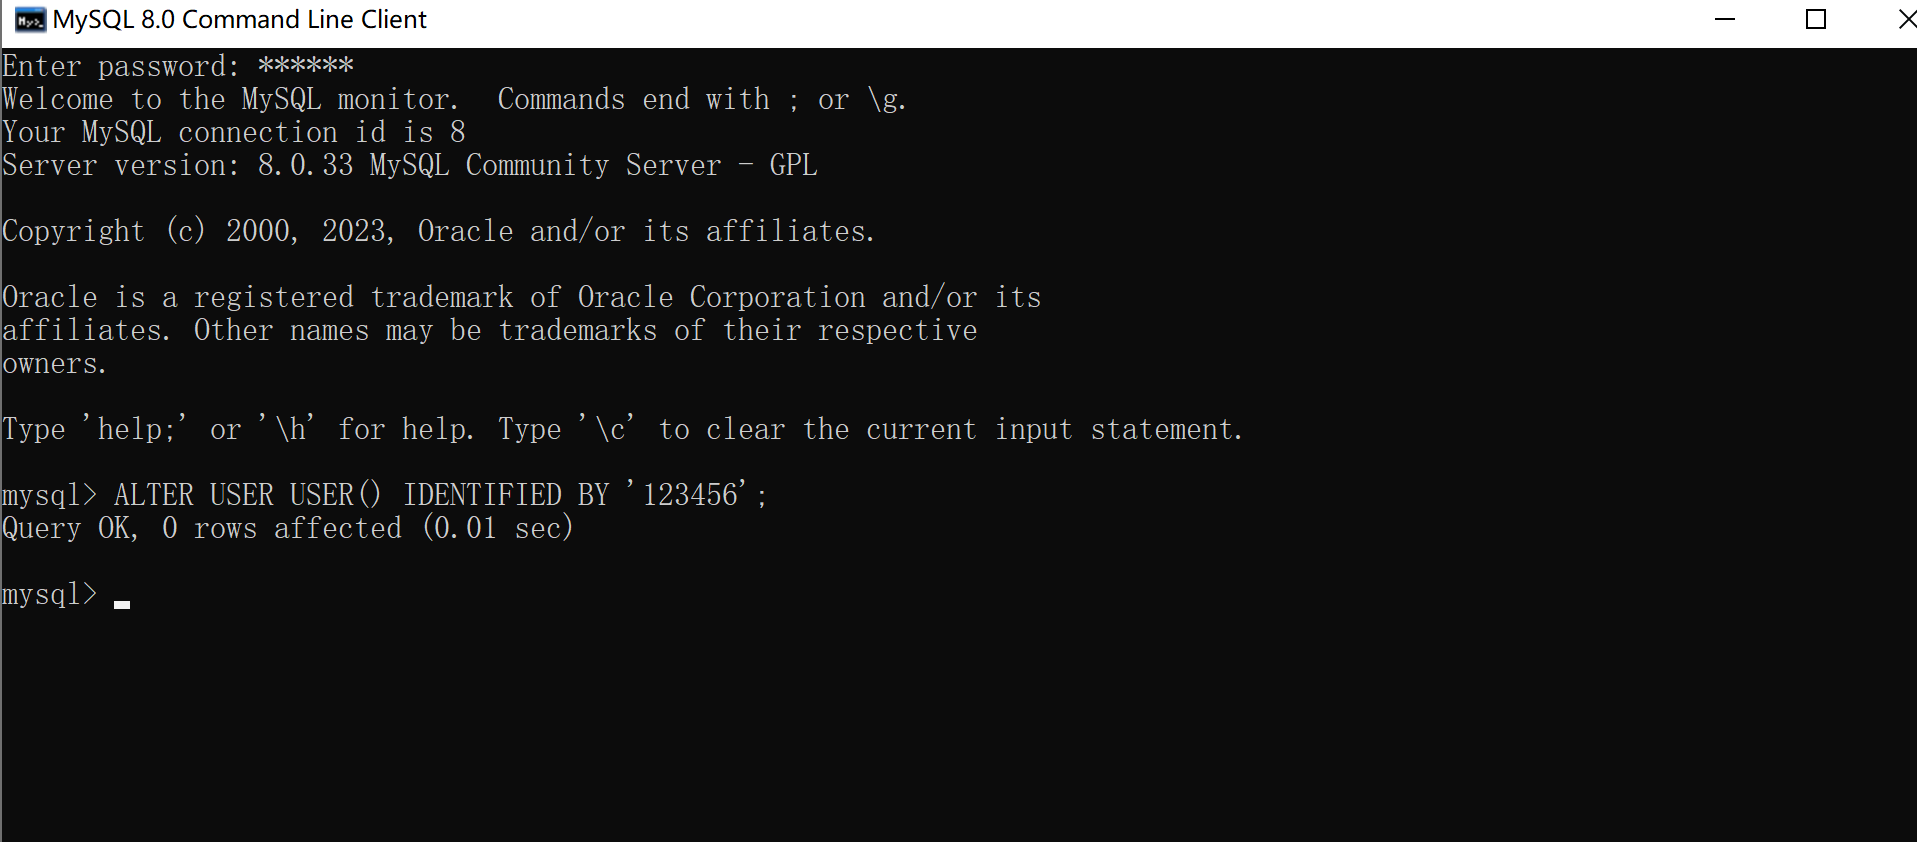 MySQL 8.0 Command Line Client
Enter password: ******
Welcome to the MySQL monitor.  Commands end with ; or \g.
Your MySQL connection id is 8
Server version: 8.0.33 MySQL Community Server - GPL
Copyright (c) 2000, 2023, Oracle and/or its affiliates.
Oracle is a registered trademark of Oracle Corporation and/or its
affiliates. Other names may be trademarks of their respective
owners.
Type 'help;' or '\h' for help. Type '\c' to clear the current input statement.
mysql> ALTER USER USER() IDENTIFIED BY '123456';
Query OK, 0 rows affected (0.01 sec)
mysql>